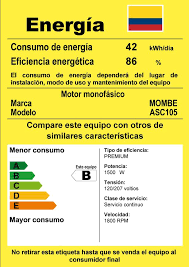 Energía
Consumo de energía 42 kWh/dia
Eficiencia energética 86 %
El consumo de energía dependerá del lugar de
instalación, modo de uso y mantenimiento del equipo
Motor monofásico
Marca MOMBE
Modelo ASC105
Compare este equipo con otros de
similares características
Menor consumo
A
B
C
D
E
Mayor consumo
Este equipo
B
Tipo de eficiencia:
PREMIUM
Potencia:
1500 W
Tensión:
120/207 voltios
Clase de servicio:
Servicio continuo
Velocidad:
1800 RPM
No retirar esta etiqueta hasta que se venda el equipo al
consumidor final